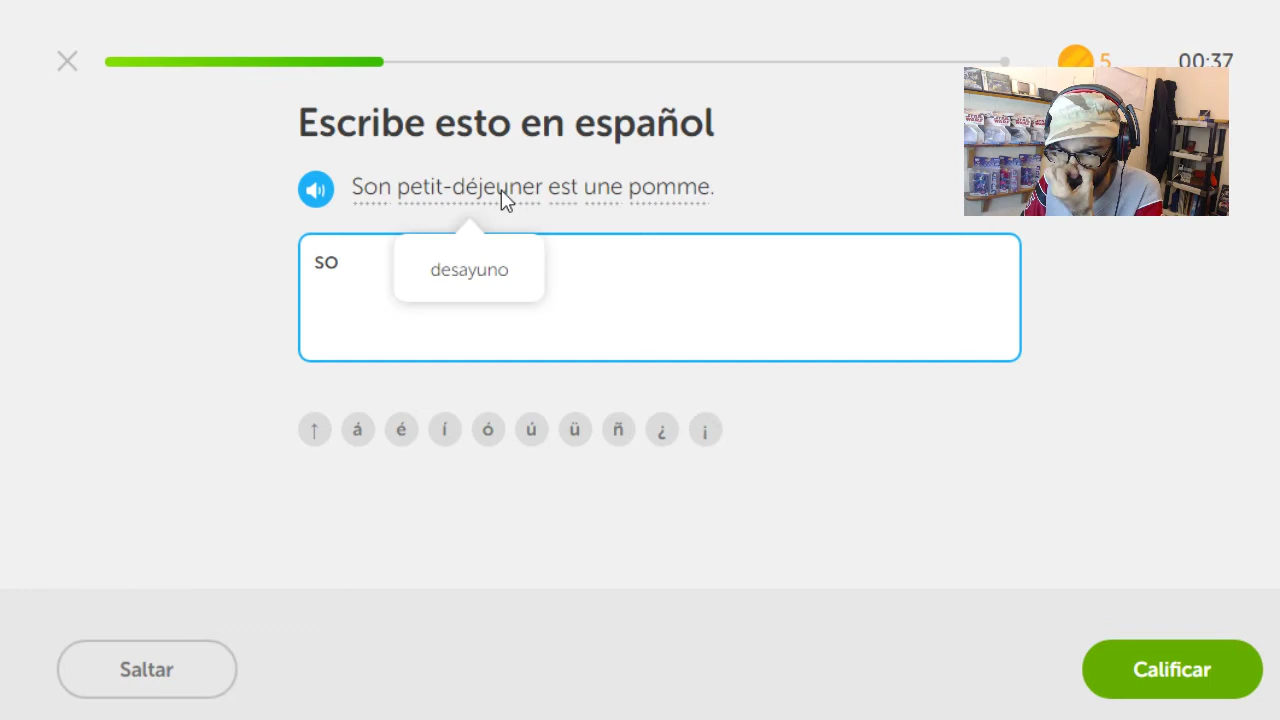 5 00:37
Escribe esto en español
Son petit-déjeuner est une pomme.
so
desayuno
↑ á é í ó ú ü ñ ¿ ¡
Saltar
Calificar